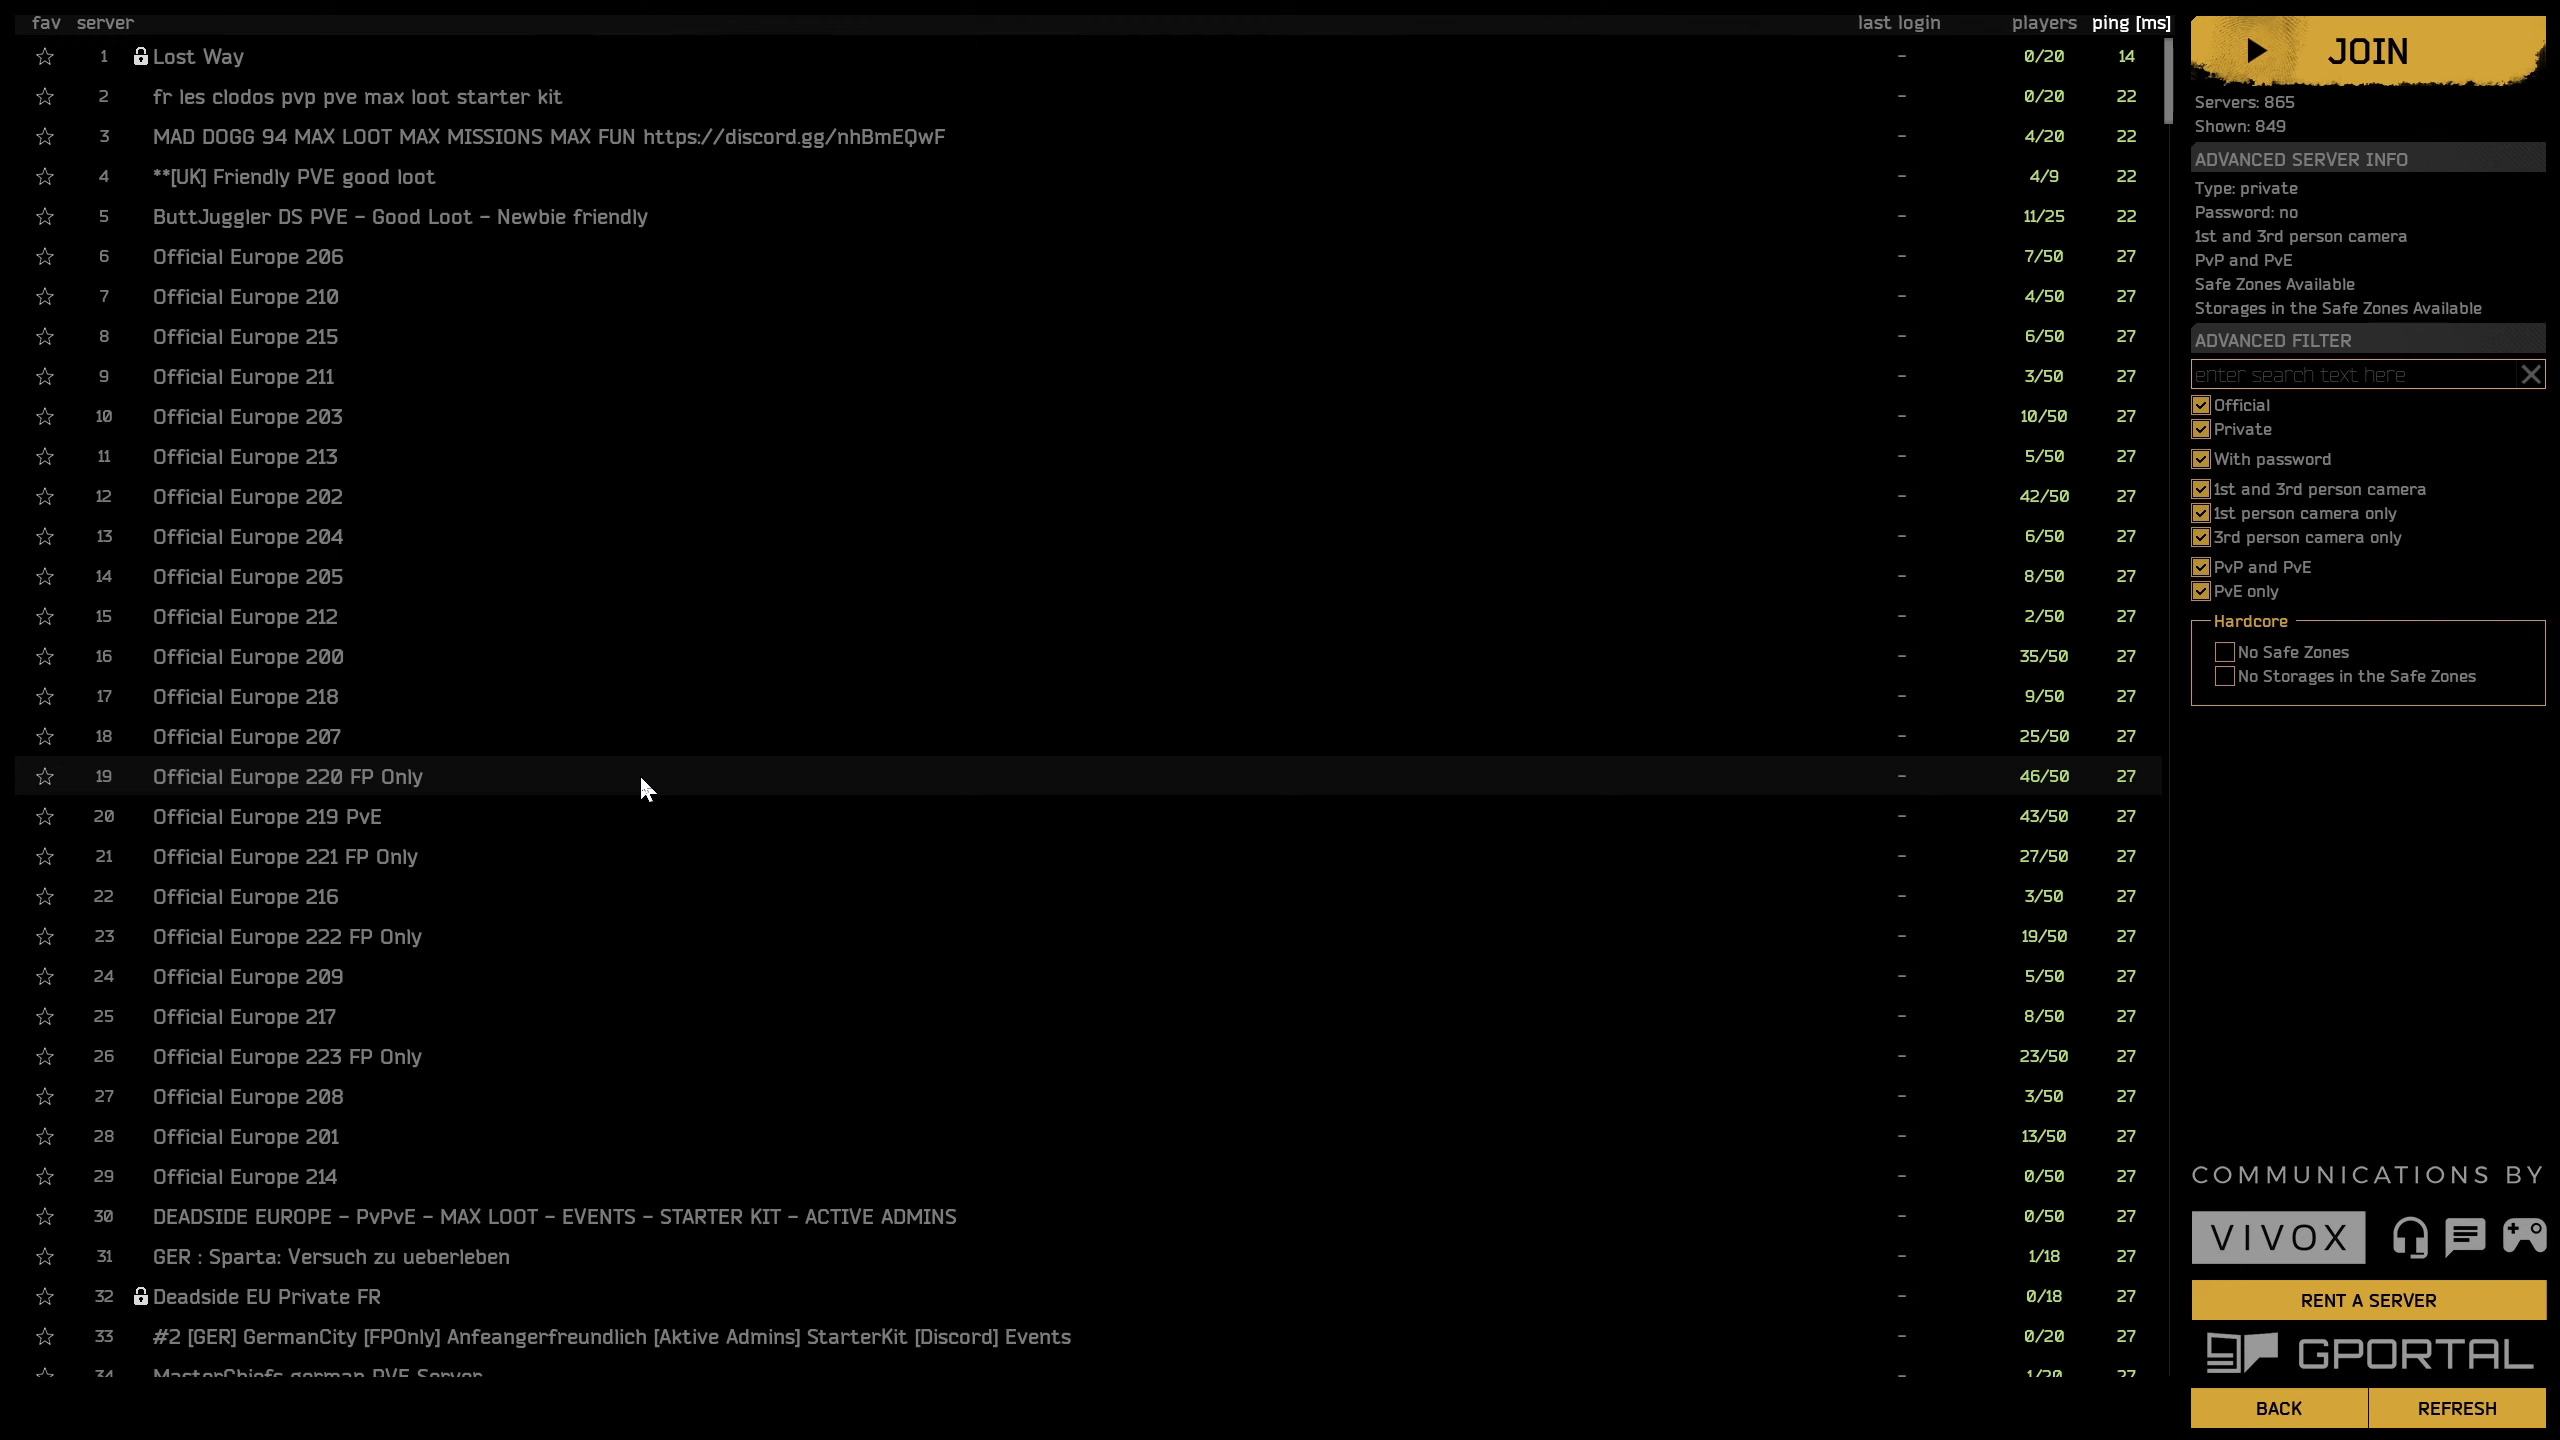 fav server last login players ping [ms]
1 Lost Way - 0/20 14
2 fr les clodos pvp pve max loot starter kit - 0/20 22
3 MAD DOGG 94 MAX LOOT MAX MISSIONS MAX FUN https://discord.gg/nhBmEQwF - 4/20 22
4 **[UK] Friendly PVE good loot - 4/9 22
5 ButtJuggler DS PVE - Good Loot - Newbie friendly - 11/25 22
6 Official Europe 206 - 7/50 27
7 Official Europe 210 - 4/50 27
8 Official Europe 215 - 6/50 27
9 Official Europe 211 - 3/50 27
10 Official Europe 203 - 10/50 27
11 Official Europe 213 - 5/50 27
12 Official Europe 202 - 42/50 27
13 Official Europe 204 - 6/50 27
14 Official Europe 205 - 8/50 27
15 Official Europe 212 - 2/50 27
16 Official Europe 200 - 35/50 27
17 Official Europe 218 - 9/50 27
18 Official Europe 207 - 25/50 27
19 Official Europe 220 FP Only - 46/50 27
20 Official Europe 219 PvE - 43/50 27
21 Official Europe 221 FP Only - 27/50 27
22 Official Europe 216 - 3/50 27
23 Official Europe 222 FP Only - 19/50 27
24 Official Europe 209 - 5/50 27
25 Official Europe 217 - 8/50 27
26 Official Europe 223 FP Only - 23/50 27
27 Official Europe 208 - 3/50 27
28 Official Europe 201 - 13/50 27
29 Official Europe 214 - 0/50 27
30 DEADSIDE EUROPE - PvPvE - MAX LOOT - EVENTS - STARTER KIT - ACTIVE ADMINS - 0/50 27
31 GER : Sparta: Versuch zu ueberleben - 1/18 27
32 Deadside EU Private FR - 0/18 27
33 #2 [GER] GermanCity [FPOnly] Anfeangerfreundlich [Aktive Admins] StarterKit [Discord] Events - 0/20 27
34 MasterChiefs german PVE Server - 1/20 27
JOIN
Servers: 865
Shown: 849
ADVANCED SERVER INFO
Type: private
Password: no
1st and 3rd person camera
PvP and PvE
Safe Zones Available
Storages in the Safe Zones Available
ADVANCED FILTER
enter search text here
Official
Private
With password
1st and 3rd person camera
1st person camera only
3rd person camera only
PvP and PvE
PvE only
Hardcore
No Safe Zones
No Storages in the Safe Zones
COMMUNICATIONS BY
VIVOX
RENT A SERVER
GPORTAL
BACK REFRESH